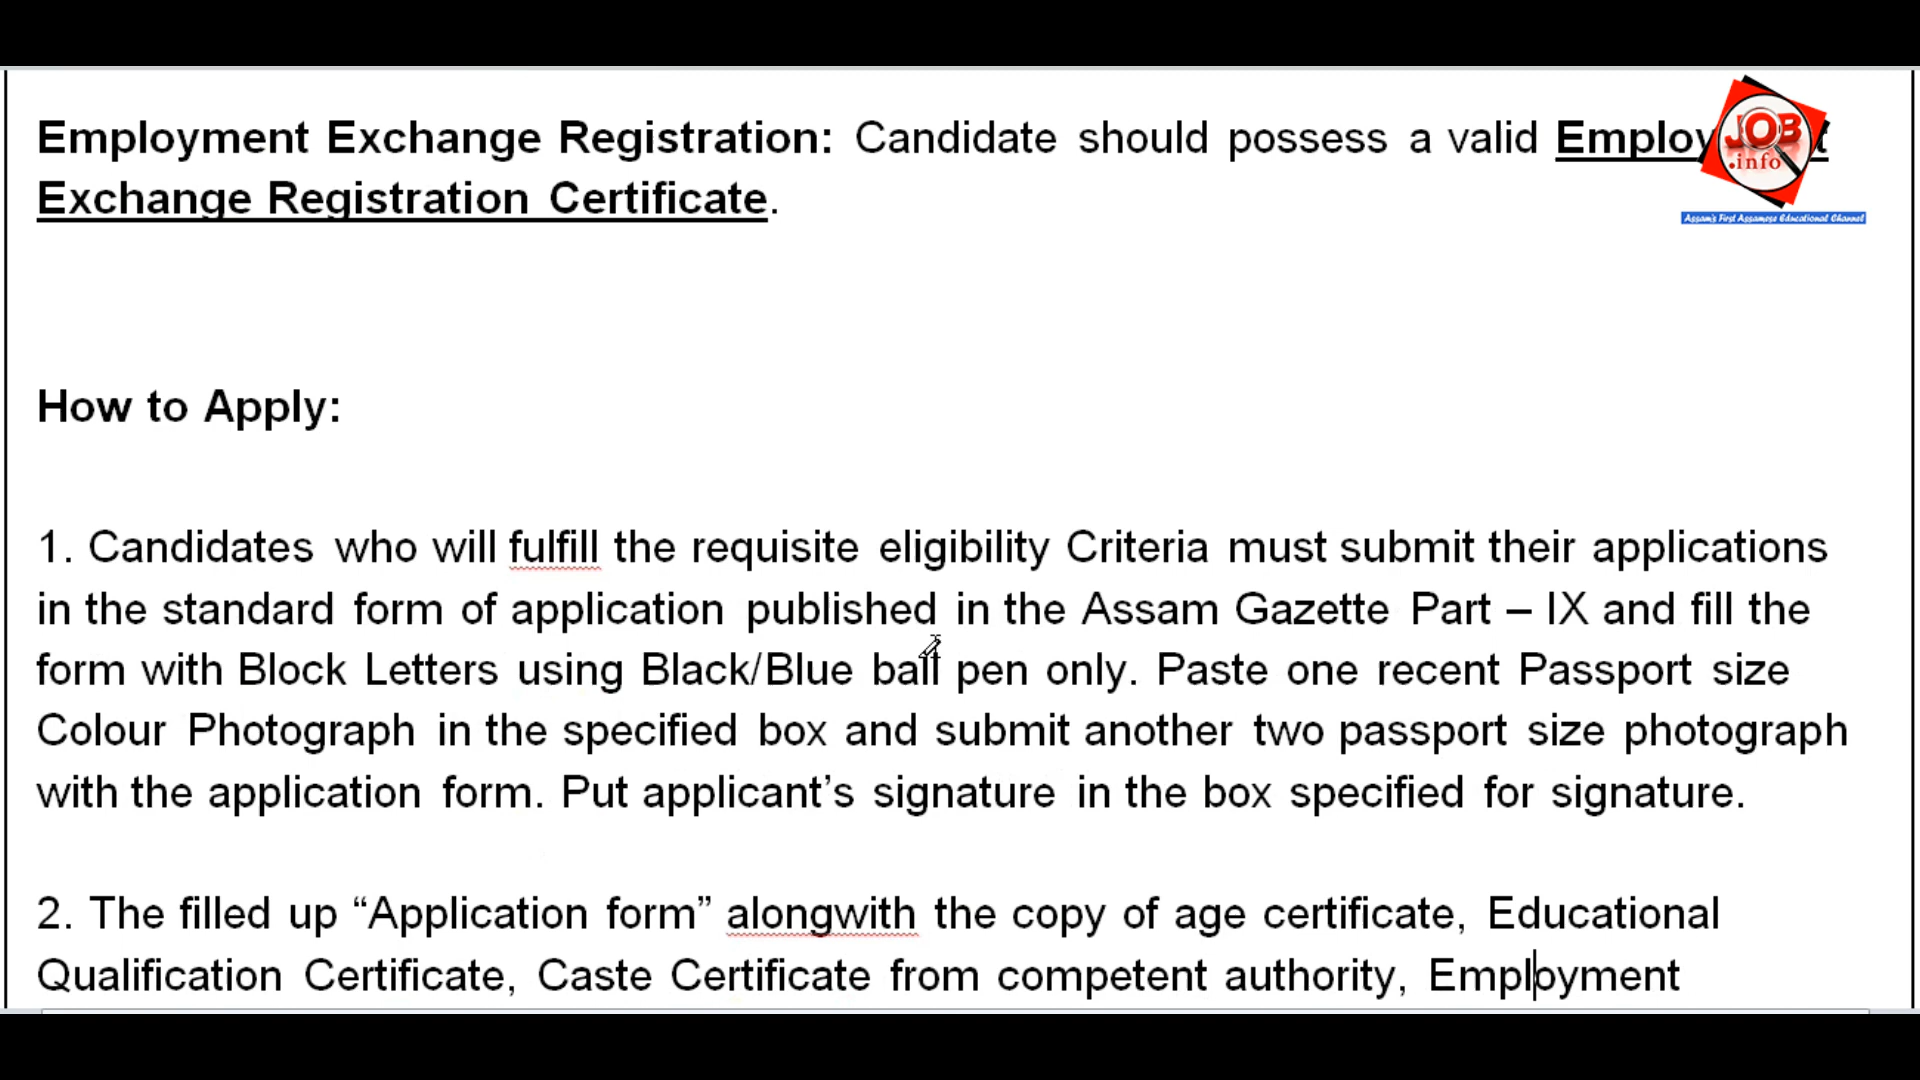 Employment Exchange Registration: Candidate should possess a valid
Exchange Registration Certificate.
JOB
.info
Assam's First Assamese Educational Channel
How to Apply:
1. Candidates who will fulfill the requisite eligibility Criteria must submit their applications
in the standard form of application published in the Assam Gazette Part – IX and fill the
form with Block Letters using Black/Blue ball pen only. Paste one recent Passport size
Colour Photograph in the specified box and submit another two passport size photograph
with the application form. Put applicant’s signature in the box specified for signature.
2. The filled up “Application form” alongwith the copy of age certificate, Educational
Qualification Certificate, Caste Certificate from competent authority, Employment